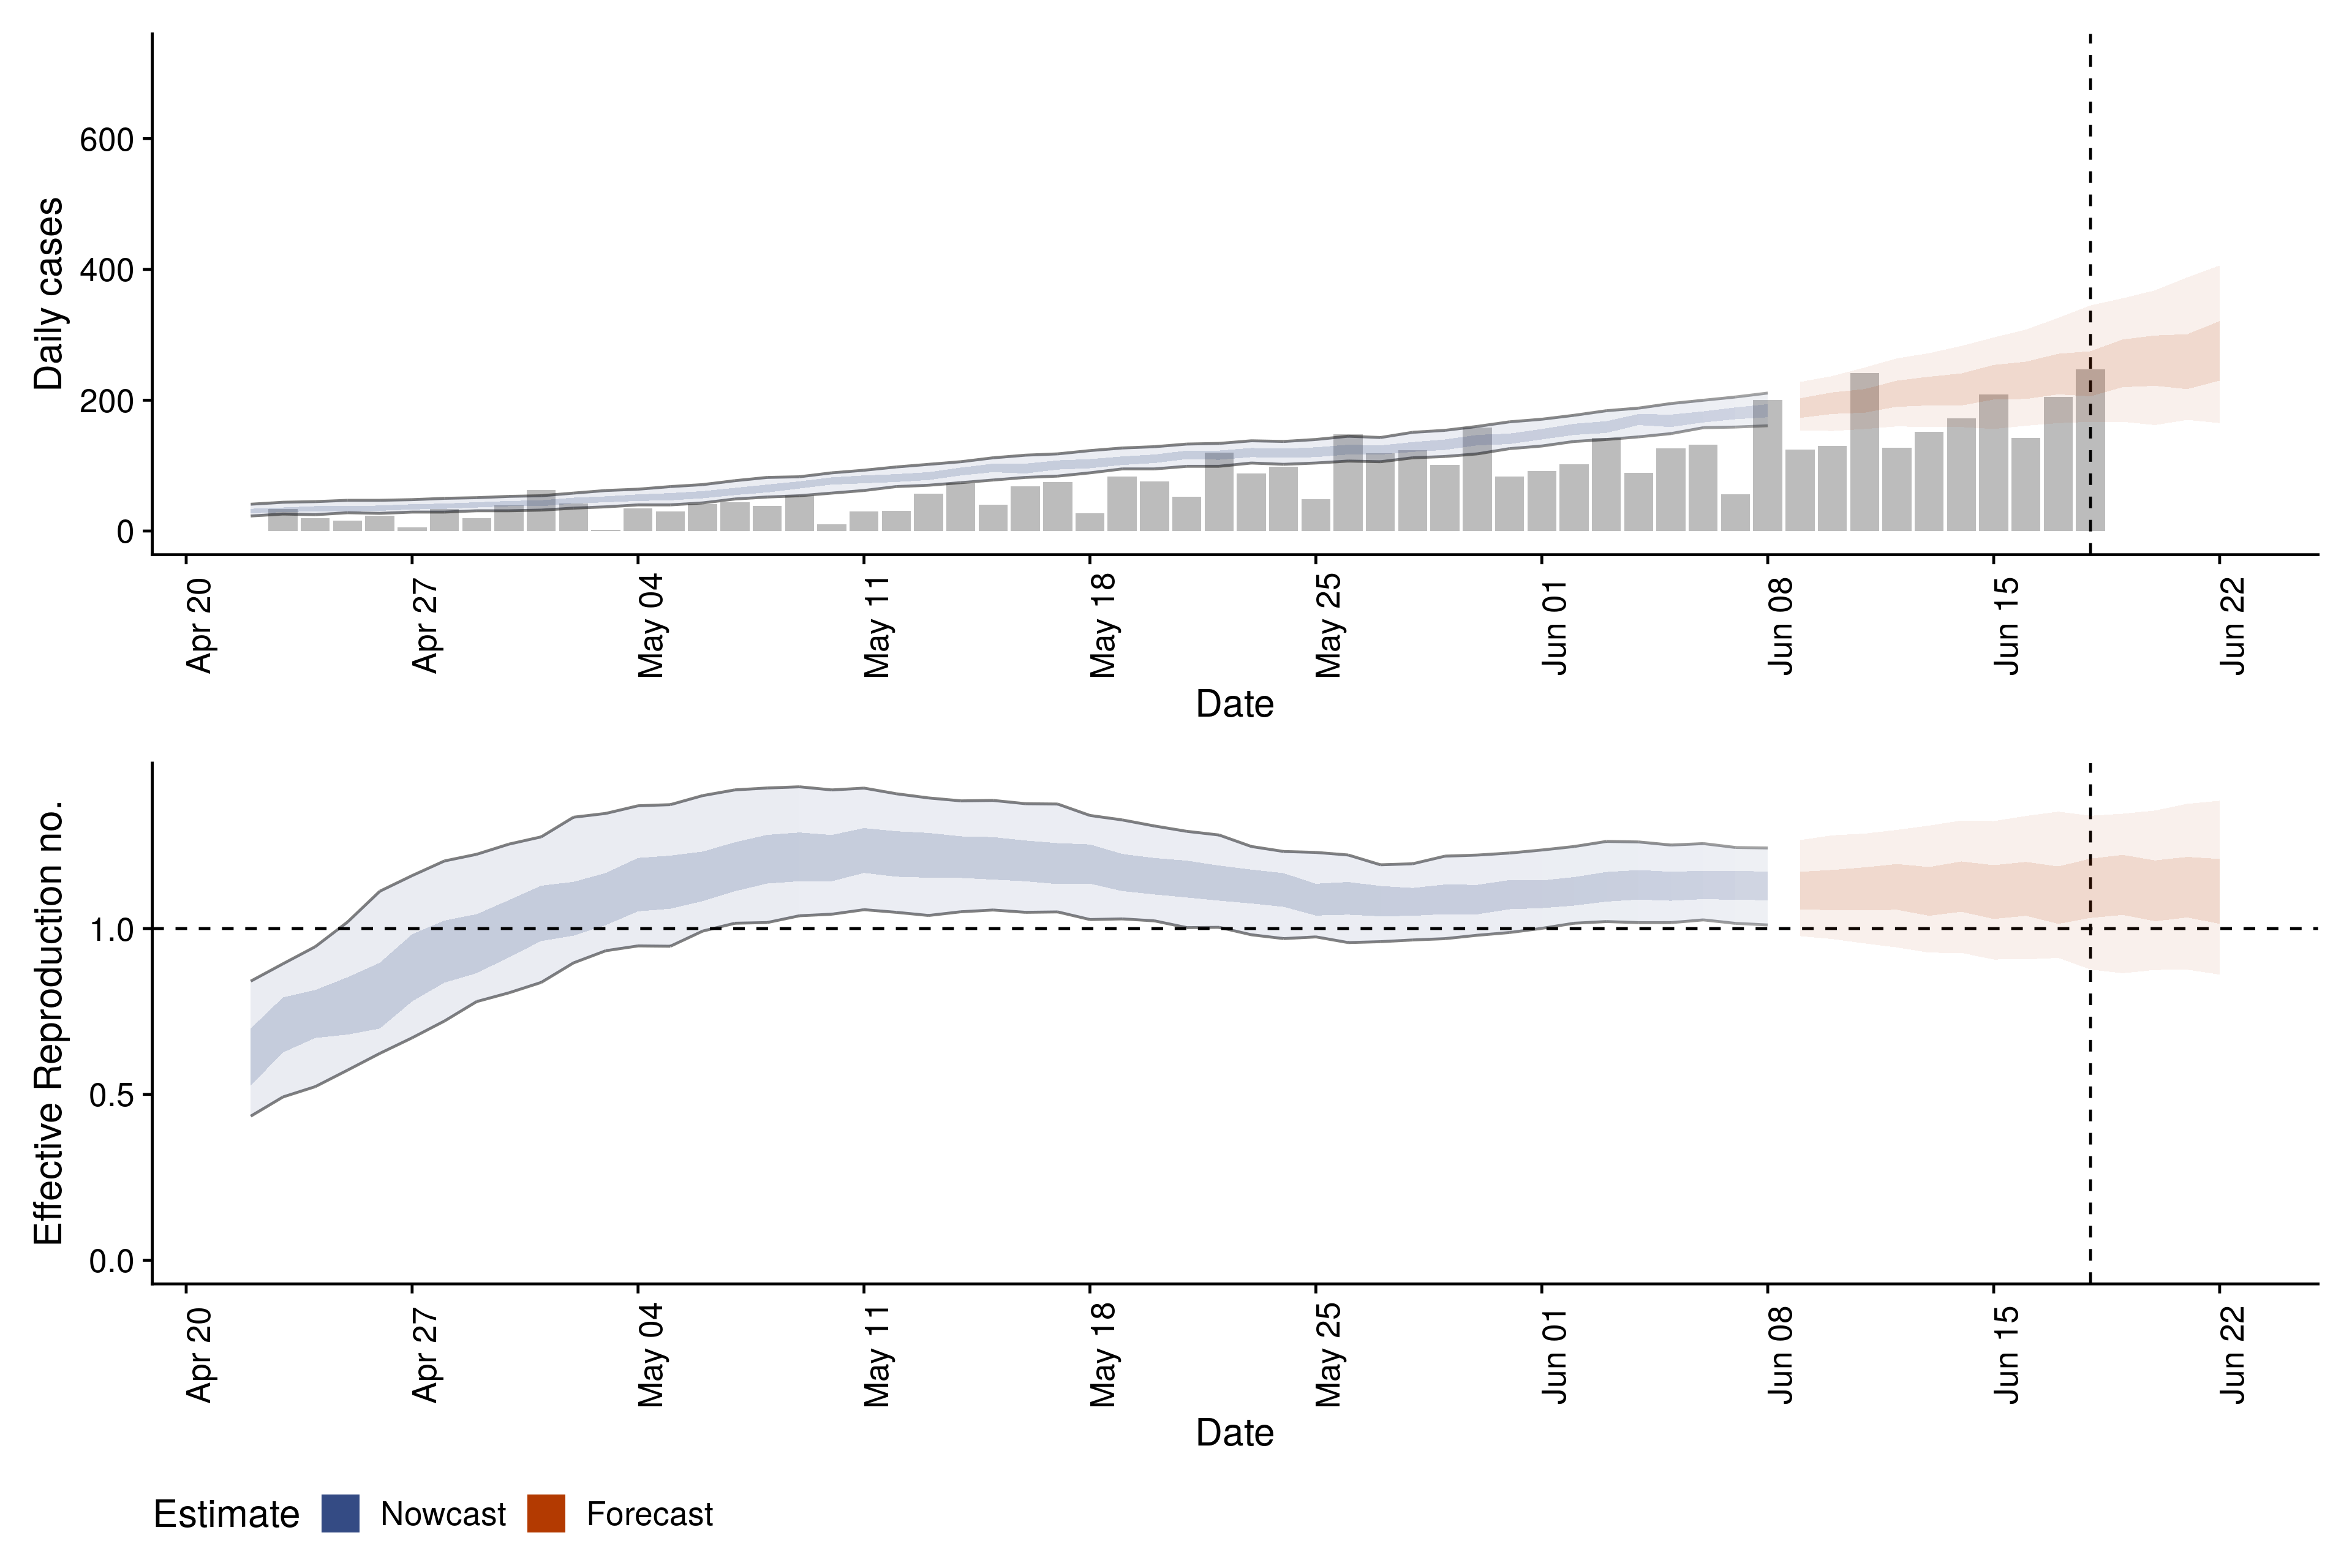 Daily cases
600
400
200
0
Apr 20
Apr 27
May 04
May 11
May 18
May 25
Jun 01
Jun 08
Jun 15
Jun 22
Date
Effective Reproduction no.
1.0
0.5
0.0
Apr 20
Apr 27
May 04
May 11
May 18
May 25
Jun 01
Jun 08
Jun 15
Jun 22
Date
Estimate Nowcast Forecast